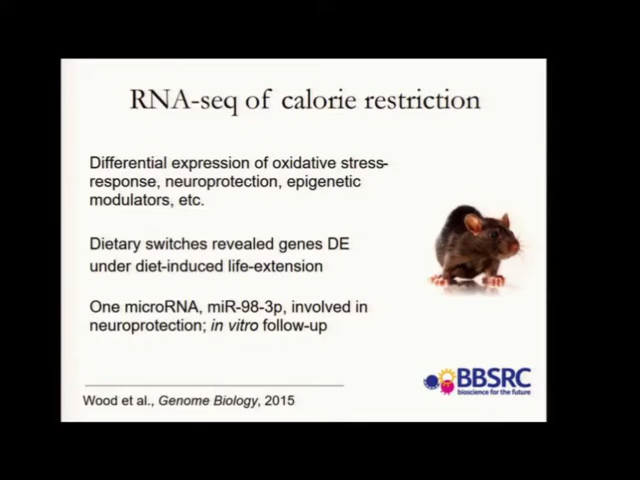 RNA-seq of calorie restriction
Differential expression of oxidative stress-
response, neuroprotection, epigenetic
modulators, etc.
Dietary switches revealed genes DE
under diet-induced life-extension
One microRNA, miR-98-3p, involved in
neuroprotection; in vitro follow-up
Wood et al., Genome Biology, 2015
BBSRC
bioscience for the future